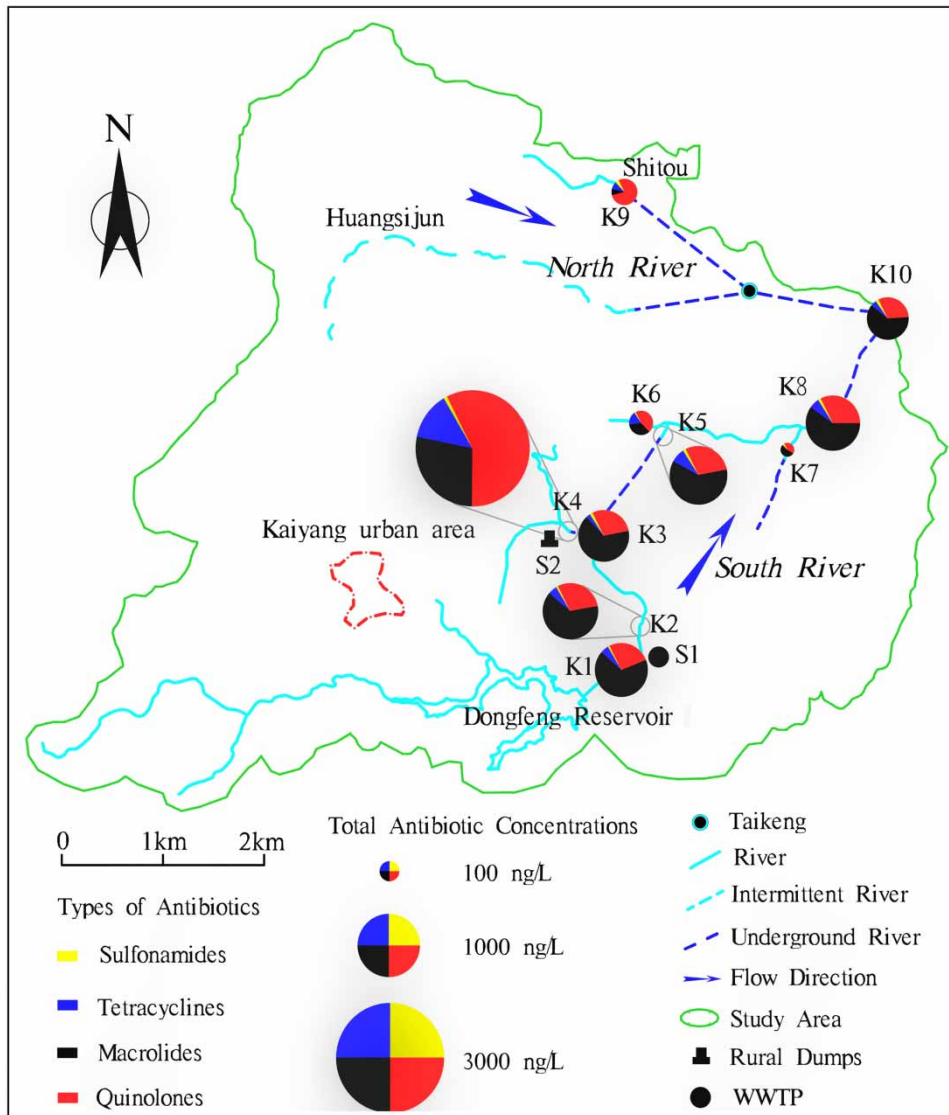 N
Shitou
K9
Huangsijun
North River
K10
K6
K8
K5
K7
K4
Kaiyang urban area
K3
S2
South River
K2
K1
S1
Dongfeng Reservoir
0 1km 2km
Types of Antibiotics
Sulfonamides
Tetracyclines
Macrolides
Quinolones
Total Antibiotic Concentrations
100 ng/L
1000 ng/L
3000 ng/L
Taikeng
River
Intermittent River
Underground River
Flow Direction
Study Area
Rural Dumps
WWTP